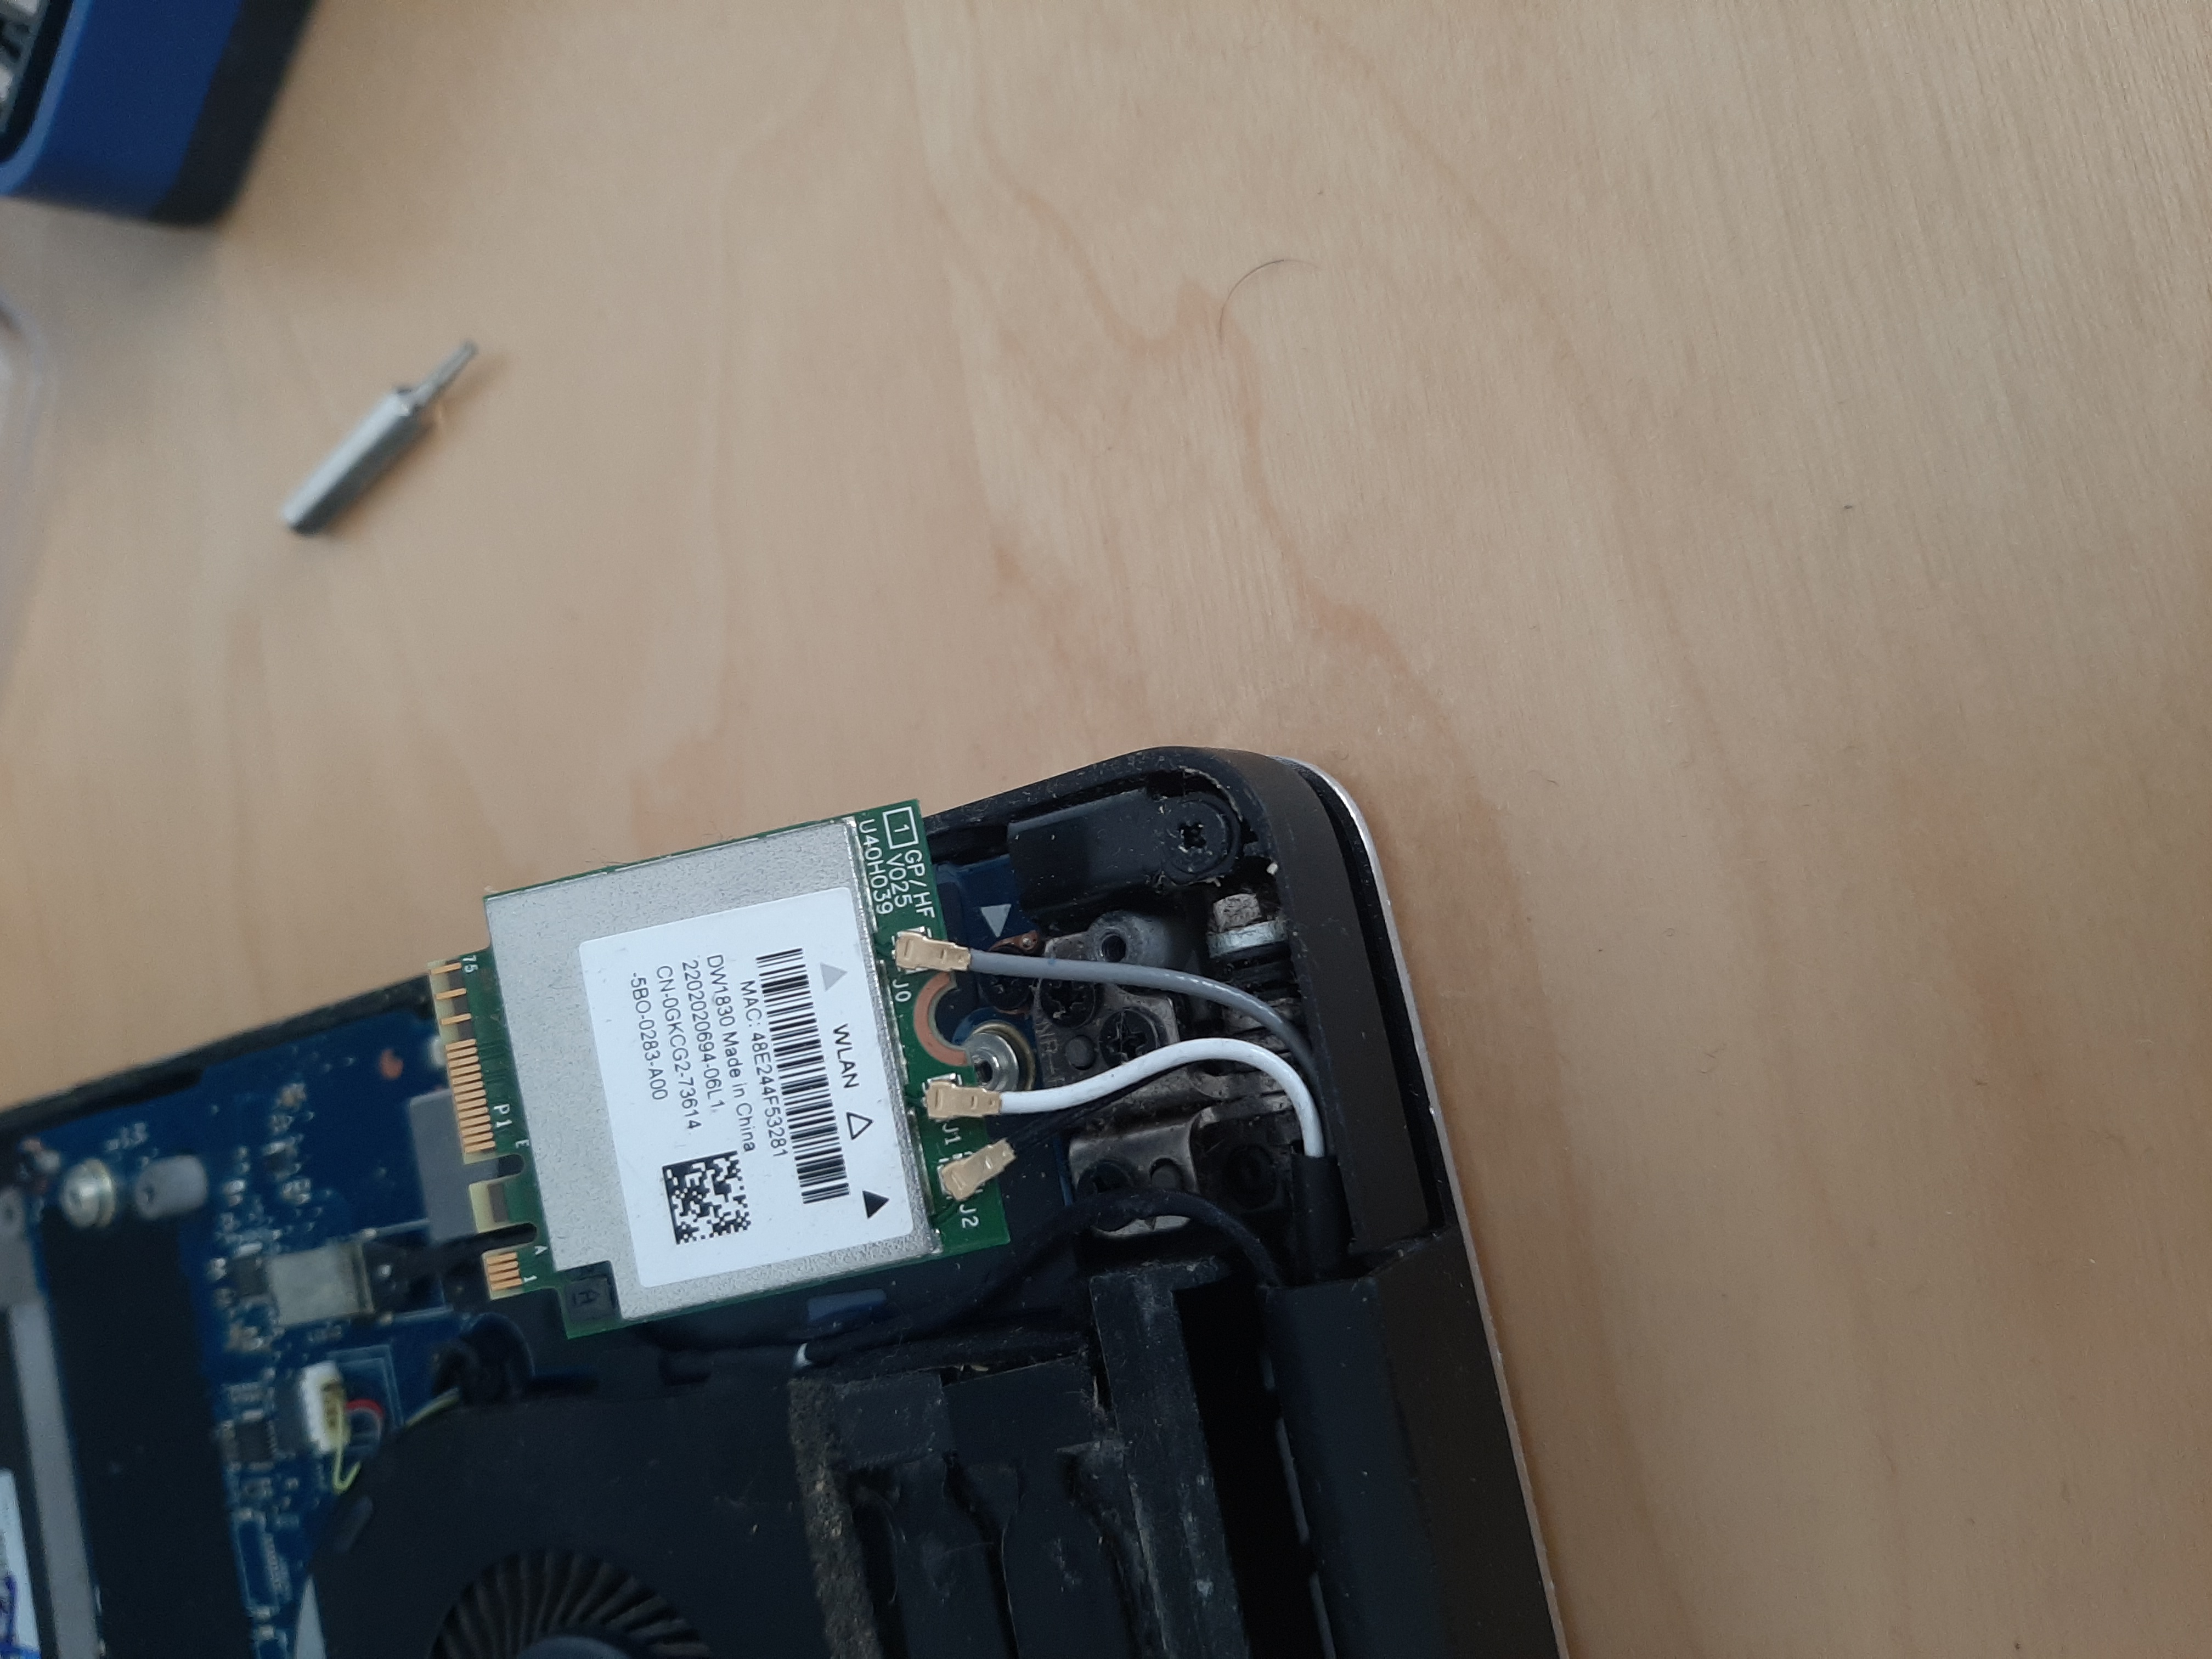 WLAN
MAC: 48E244F53281
DW1830 Made in China
2202020694-06L1
CN-0GKCG2-73614
-5BO-0283-A00
J2
J1
J0
1
GP/HF
V025
U40H039
1
A
E
P1
75